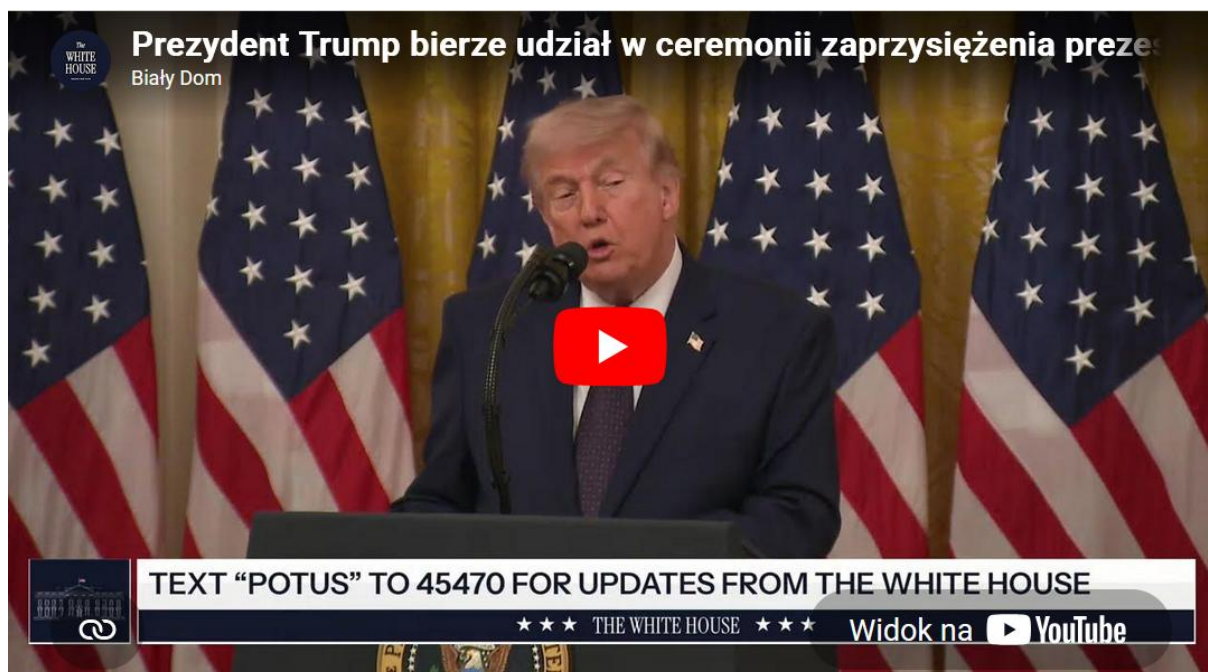 The
WHITE
HOUSE
Prezydent Trump bierze udział w ceremonii zaprzysiężenia prezes
Biały Dom
TEXT “POTUS” TO 45470 FOR UPDATES FROM THE WHITE HOUSE
★ ★ ★ THE WHITE HOUSE ★ ★ ★
Widok na YouTube